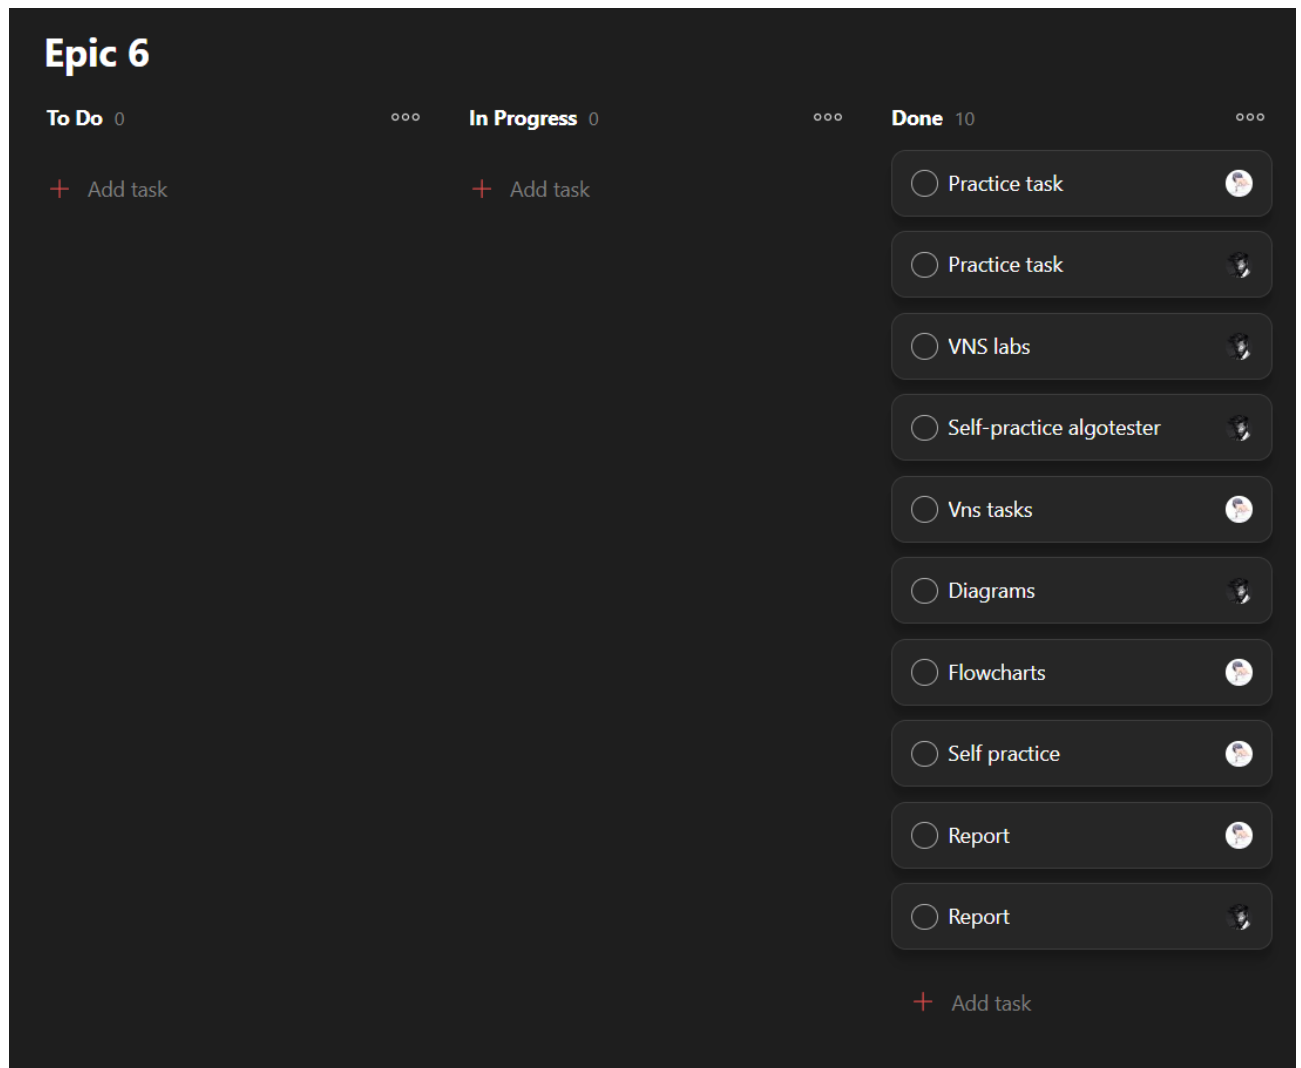 Epic 6
To Do 0
In Progress 0
Done 10
Add task
Add task
Practice task
Practice task
VNS labs
Self-practice algotester
Vns tasks
Diagrams
Flowcharts
Self practice
Report
Report
Add task